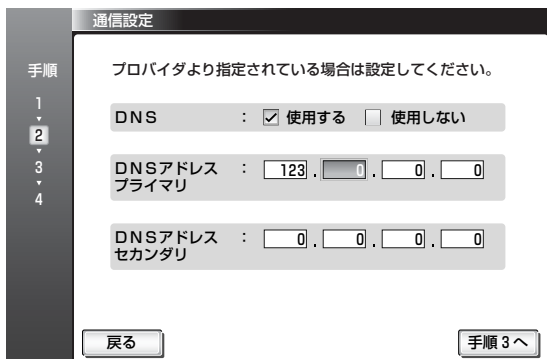 通信設定
手順
1
2
3
4
プロバイダより指定されている場合は設定してください。
DNS : 使用する 使用しない
DNSアドレス プライマリ : 123 . 0 . 0 . 0
DNSアドレス セカンダリ : 0 . 0 . 0 . 0
戻る
手順3へ